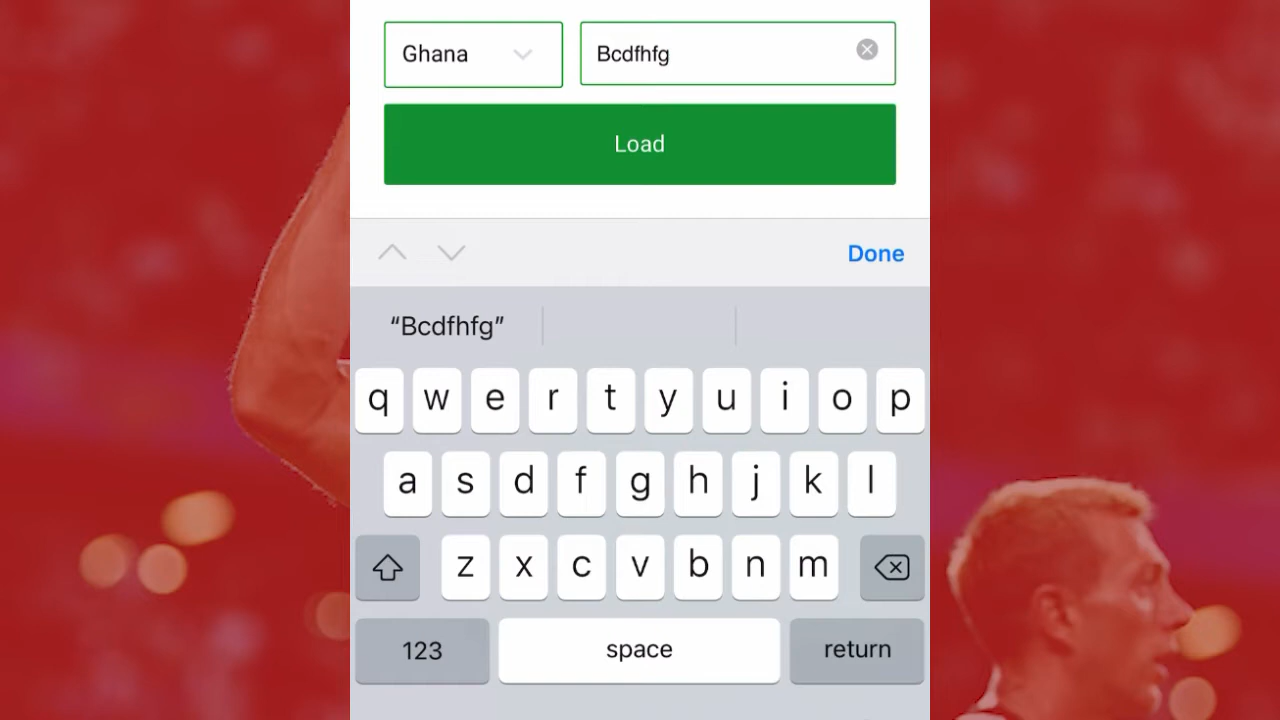 Ghana Bcdfhfg
Load
Done
“Bcdfhfg”
q w e r t y u i o p
a s d f g h j k l
z x c v b n m
123 space return